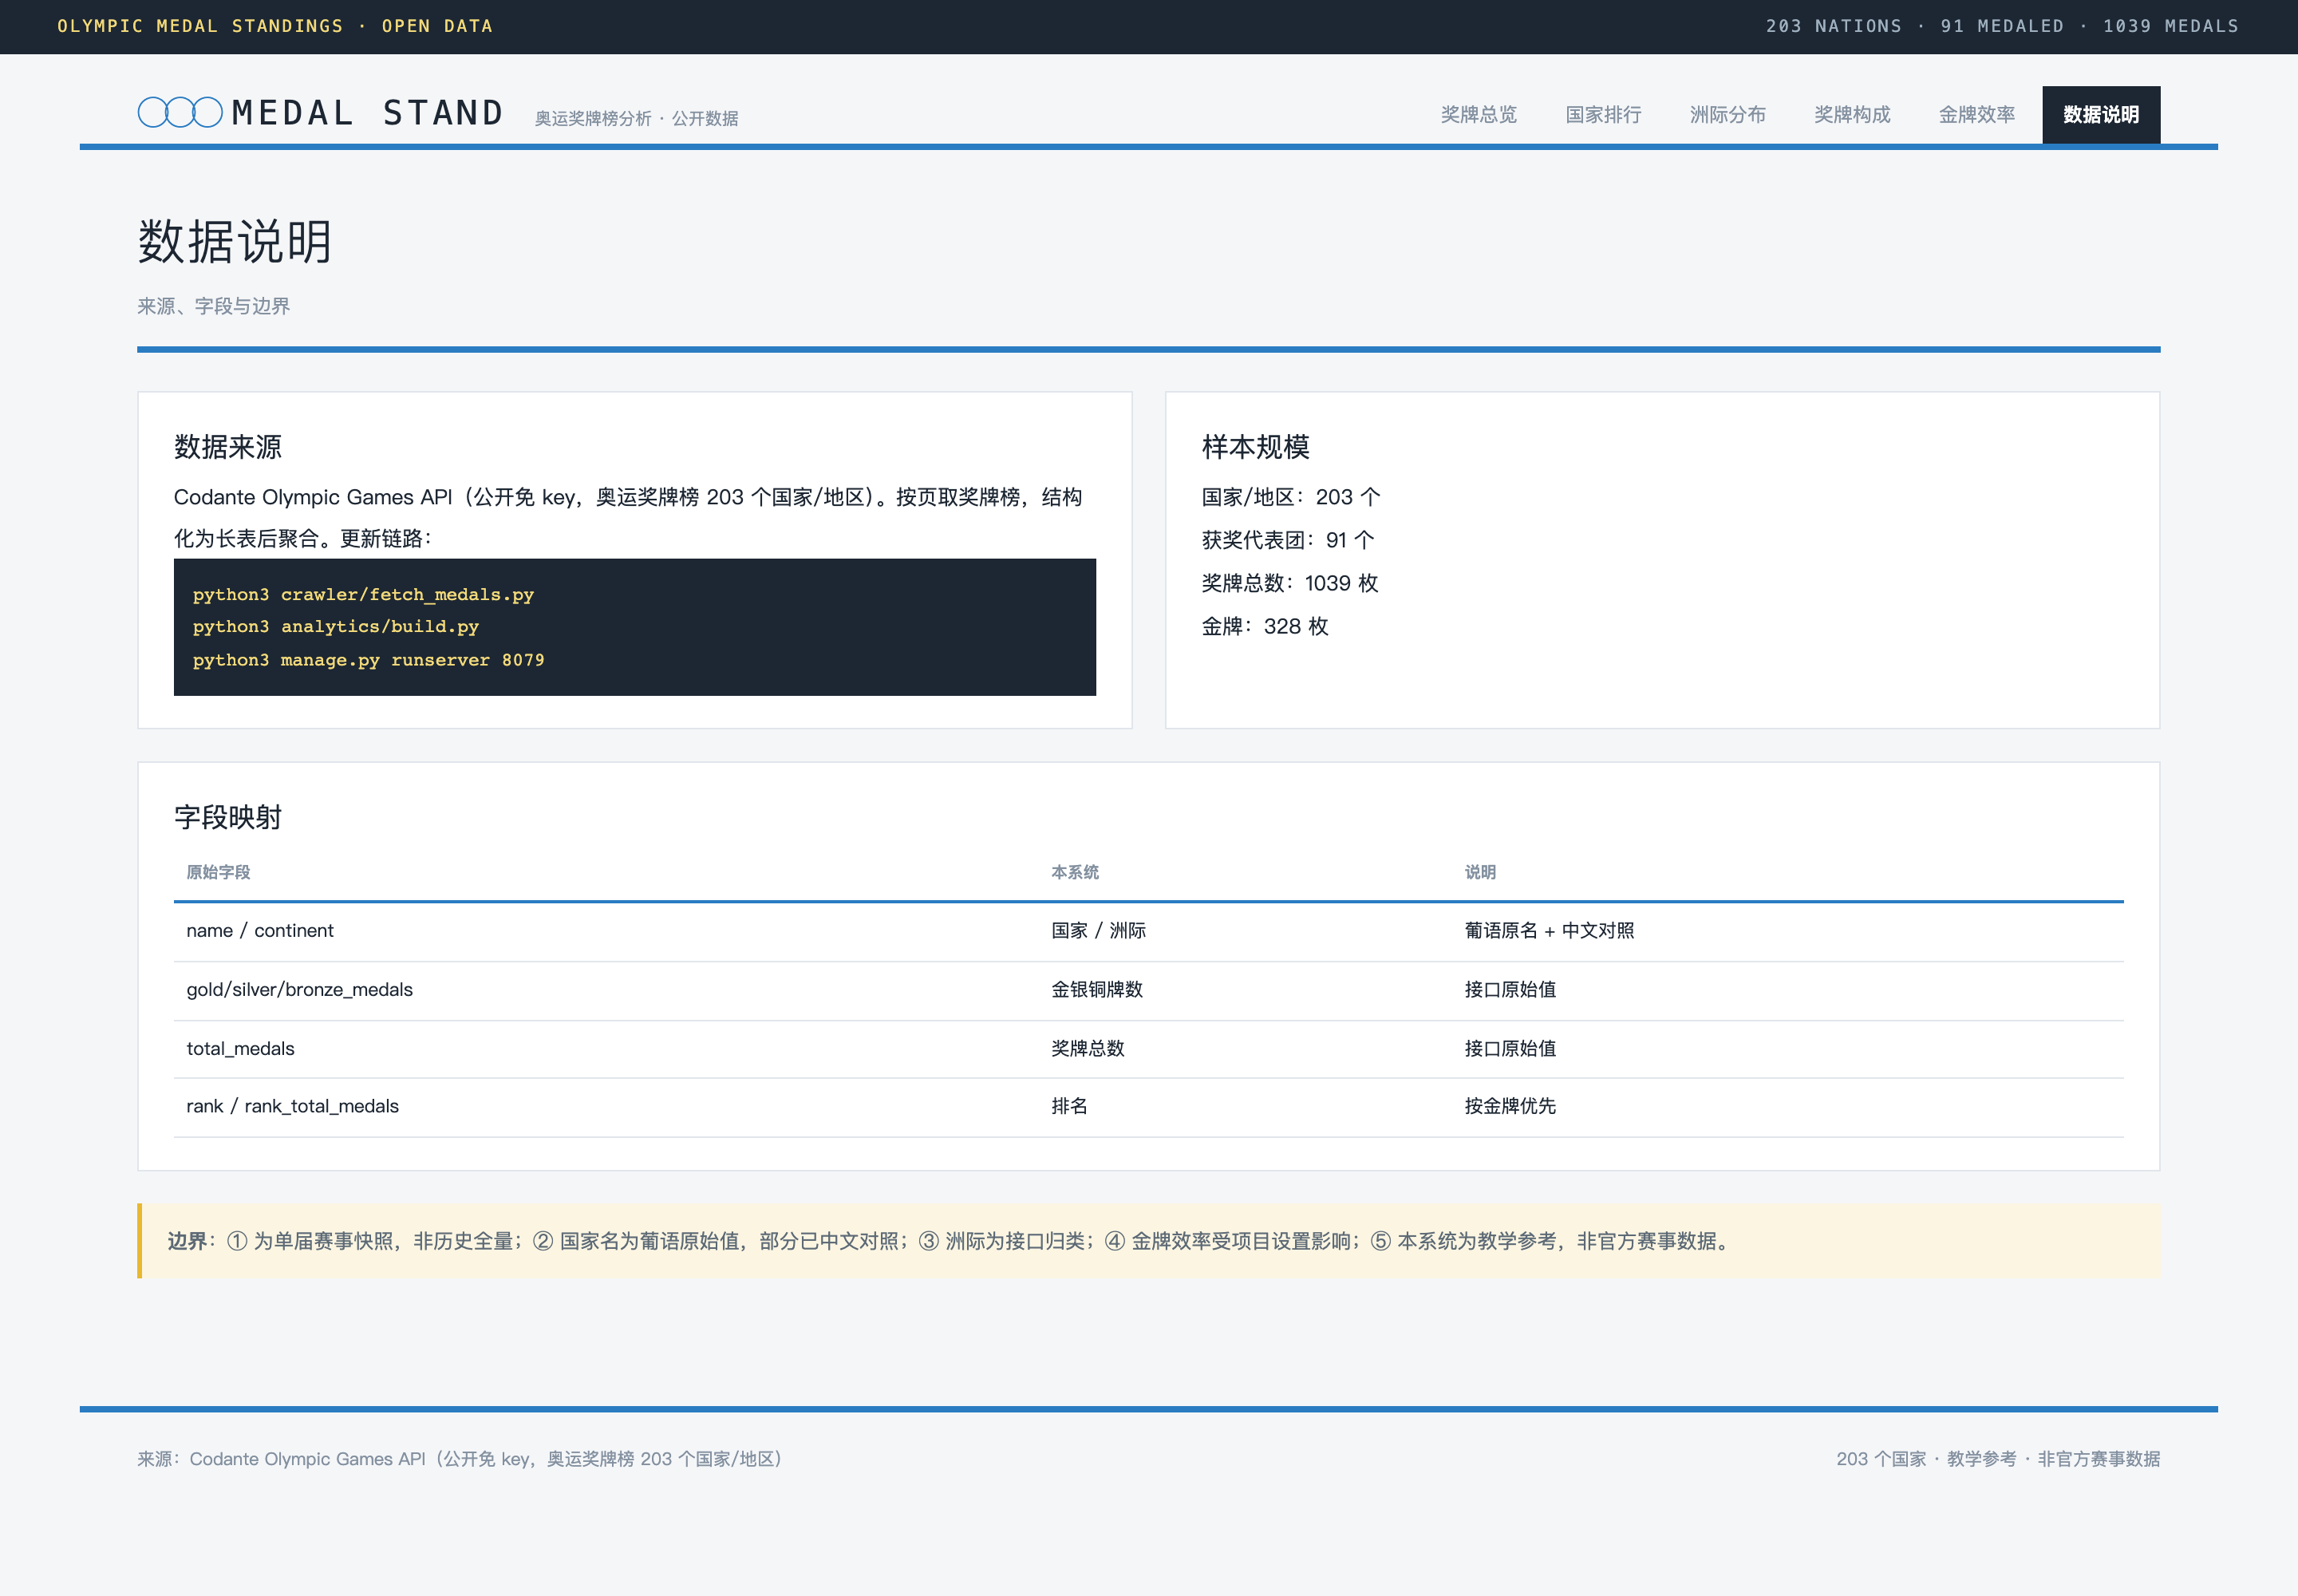 OLYMPIC MEDAL STANDINGS · OPEN DATA
203 NATIONS · 91 MEDALED · 1039 MEDALS
MEDAL STAND
奥运奖牌榜分析 · 公开数据
奖牌总览
国家排行
洲际分布
奖牌构成
金牌效率
数据说明
数据说明
来源、字段与边界
数据来源
Codante Olympic Games API（公开免 key，奥运奖牌榜 203 个国家/地区）。按页取奖牌榜，结构
化为长表后聚合。更新链路：
python3 crawler/fetch_medals.py
python3 analytics/build.py
python3 manage.py runserver 8079
样本规模
国家/地区：203 个
获奖代表团：91 个
奖牌总数：1039 枚
金牌：328 枚
字段映射
原始字段 本系统 说明
name / continent 国家 / 洲际 葡语原名 + 中文对照
gold/silver/bronze_medals 金银铜牌数 接口原始值
total_medals 奖牌总数 接口原始值
rank / rank_total_medals 排名 按金牌优先
边界：① 为单届赛事快照，非历史全量；② 国家名为葡语原始值，部分已中文对照；③ 洲际为接口归类；④ 金牌效率受项目设置影响；⑤ 本系统为教学参考，非官方赛事数据。
来源：Codante Olympic Games API（公开免 key，奥运奖牌榜 203 个国家/地区）
203 个国家 · 教学参考 · 非官方赛事数据